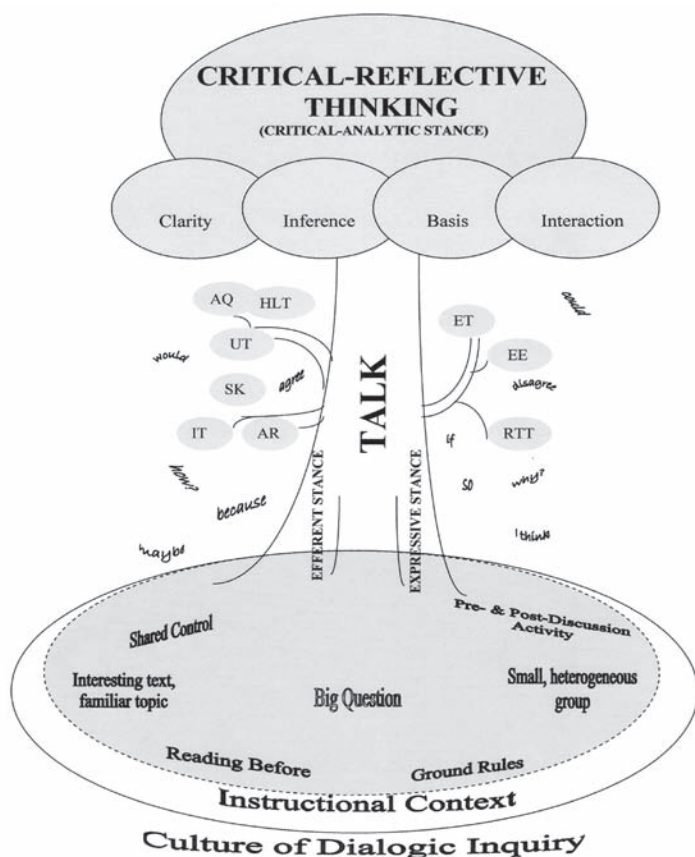 CRITICAL-REFLECTIVE
THINKING
(CRITICAL-ANALYTIC STANCE)
Clarity
Inference
Basis
Interaction
AQ
HLT
UT
would
SK
agree
IT
AR
how?
because
maybe
TALK
EFFERENT STANCE
EXPRESSIVE STANCE
could
ET
EE
disagree
RTT
if
so
why?
I think
Shared Control
Pre- & Post-Discussion
Activity
Interesting text,
familiar topic
Big Question
Small, heterogeneous
group
Reading Before
Ground Rules
Instructional Context
Culture of Dialogic Inquiry